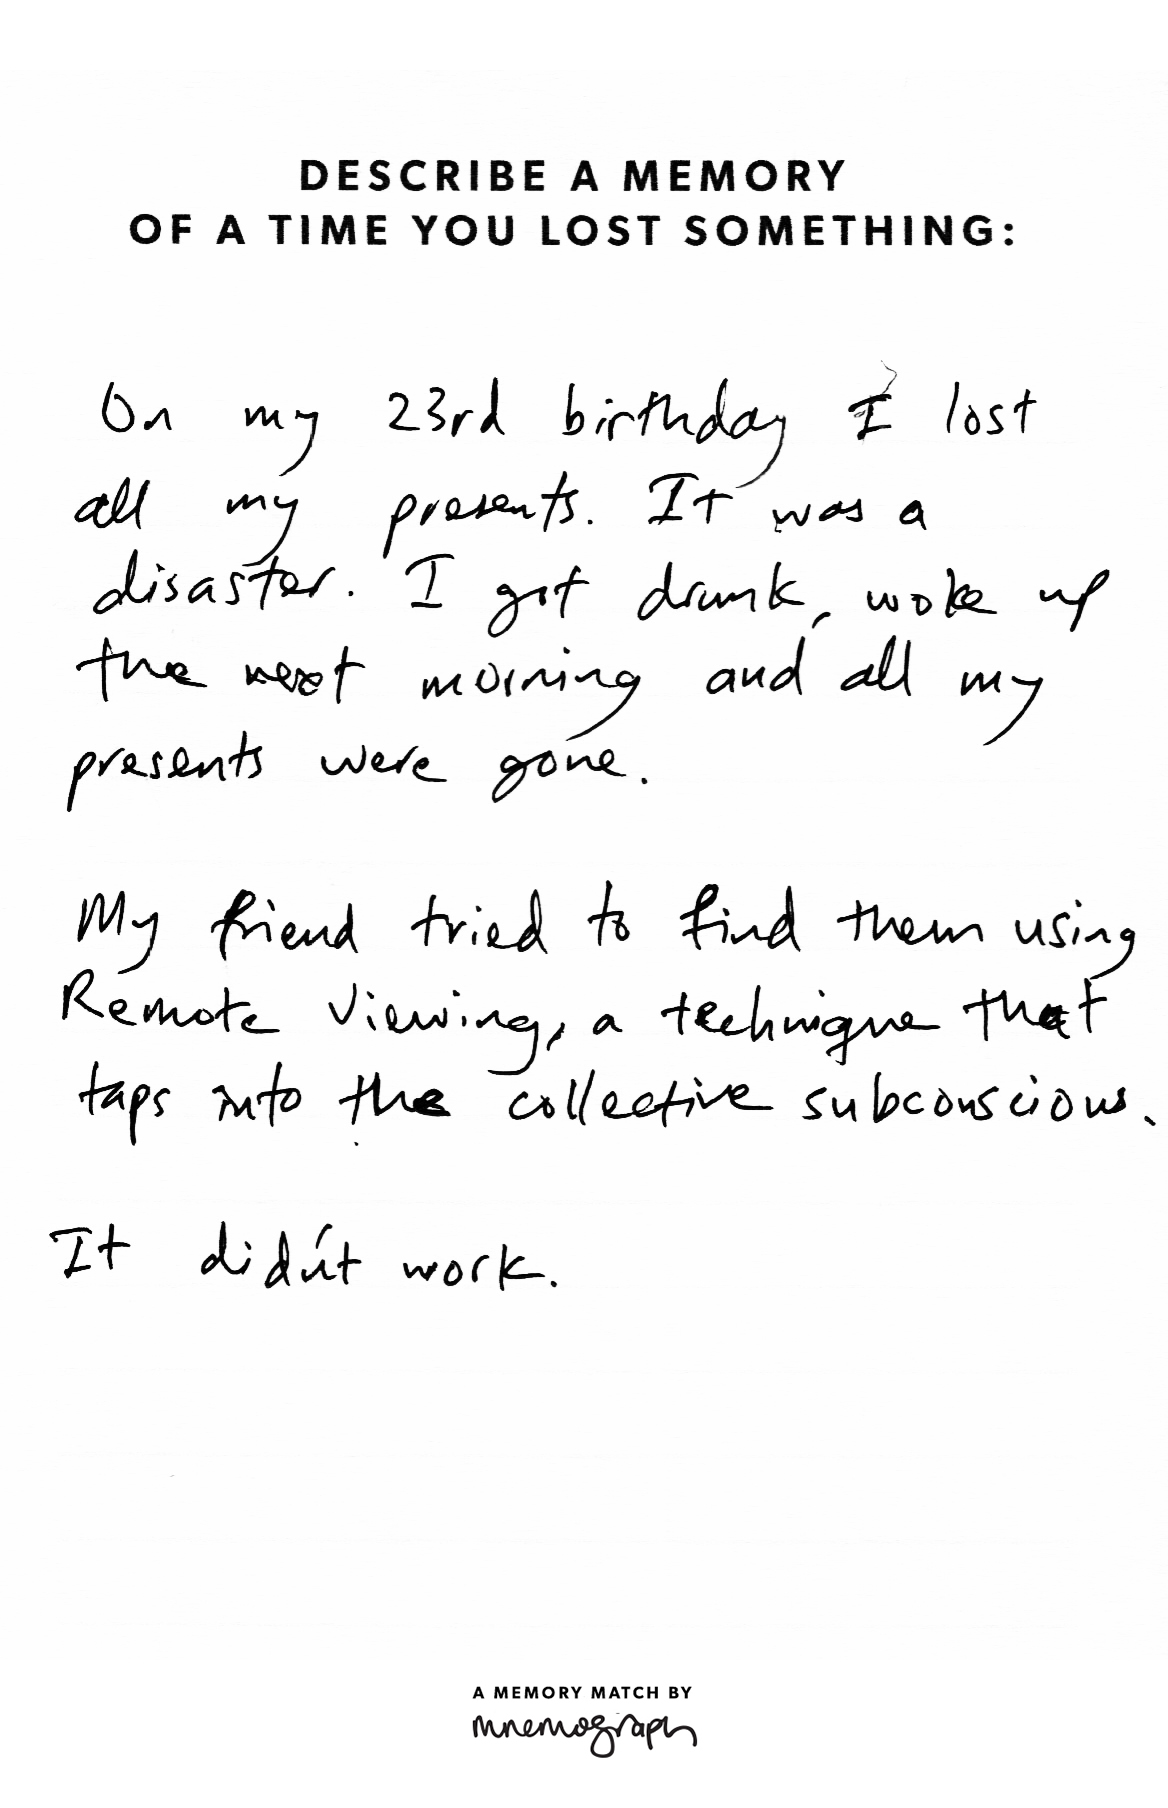 DESCRIBE A MEMORY
OF A TIME YOU LOST SOMETHING:
On my 23rd birthday I lost
all my presents. It was a
disaster. I got drunk, woke up
the next morning and all my
presents were gone.
My friend tried to find them using
Remote Viewing, a technique that
taps into the collective subconscious.
It didn't work.
A MEMORY MATCH BY
mnemograph